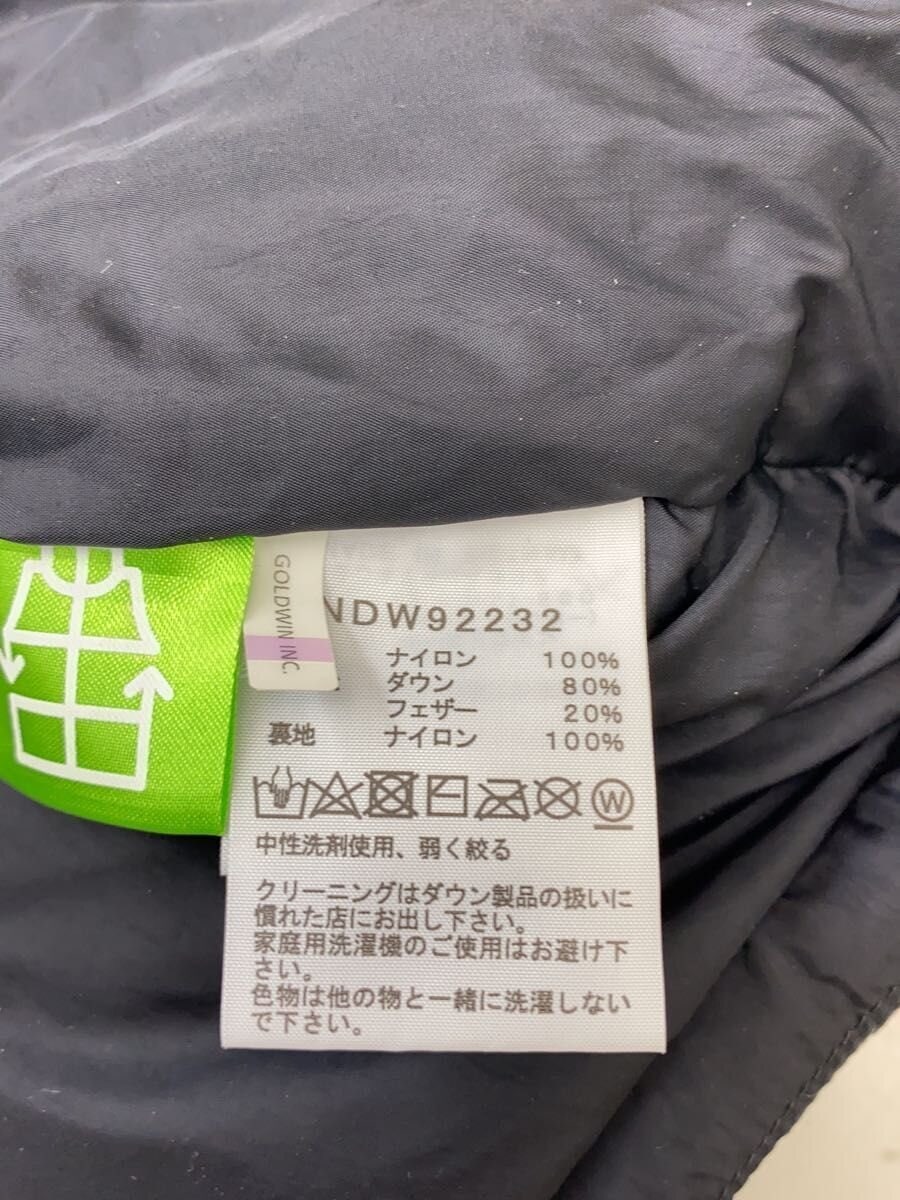 GOLDWIN INC.
NDW92232
ナイロン 100%
ダウン 80%
フェザー 20%
裏地 ナイロン 100%
W
中性洗剤使用、弱く絞る
クリーニングはダウン製品の扱いに
慣れた店にお出し下さい。
家庭用洗濯機のご使用はお避け下
さい。
色物は他の物と一緒に洗濯しない
で下さい。